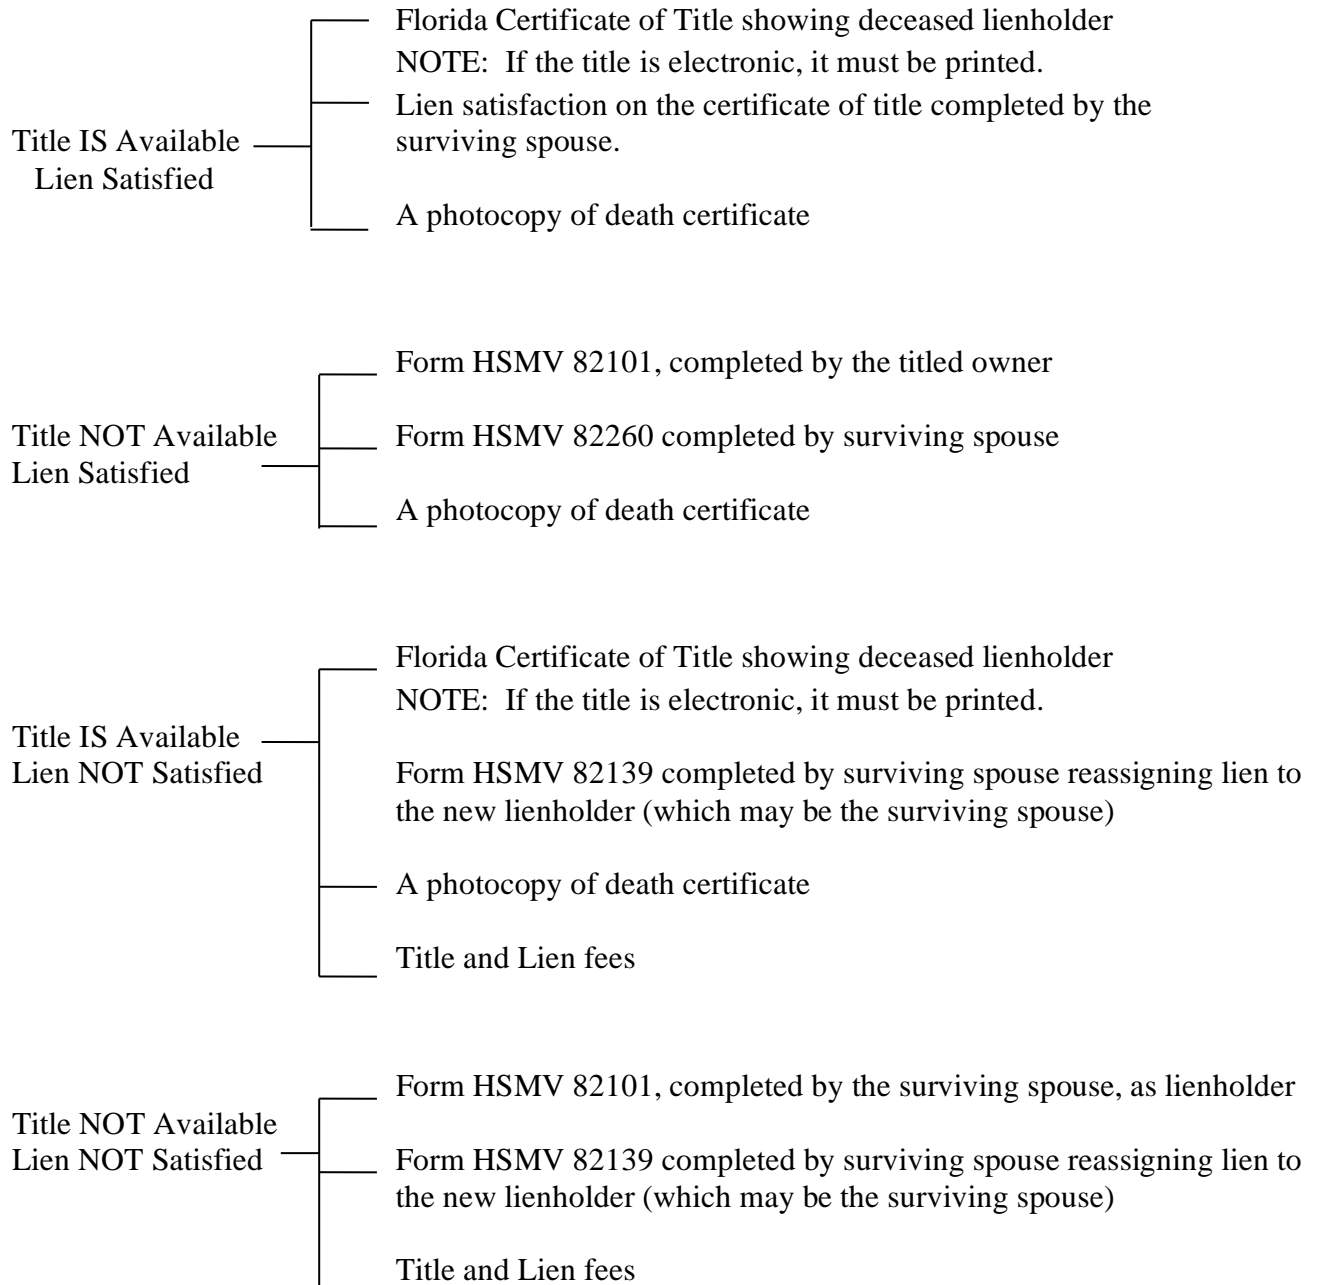 Florida Certificate of Title showing deceased lienholder
NOTE:  If the title is electronic, it must be printed.
Lien satisfaction on the certificate of title completed by the
surviving spouse.
Title IS Available
Lien Satisfied
A photocopy of death certificate
Form HSMV 82101, completed by the titled owner
Title NOT Available
Lien Satisfied
Form HSMV 82260 completed by surviving spouse
A photocopy of death certificate
Florida Certificate of Title showing deceased lienholder
NOTE:  If the title is electronic, it must be printed.
Title IS Available
Lien NOT Satisfied
Form HSMV 82139 completed by surviving spouse reassigning lien to
the new lienholder (which may be the surviving spouse)
A photocopy of death certificate
Title and Lien fees
Form HSMV 82101, completed by the surviving spouse, as lienholder
Title NOT Available
Lien NOT Satisfied
Form HSMV 82139 completed by surviving spouse reassigning lien to
the new lienholder (which may be the surviving spouse)
Title and Lien fees